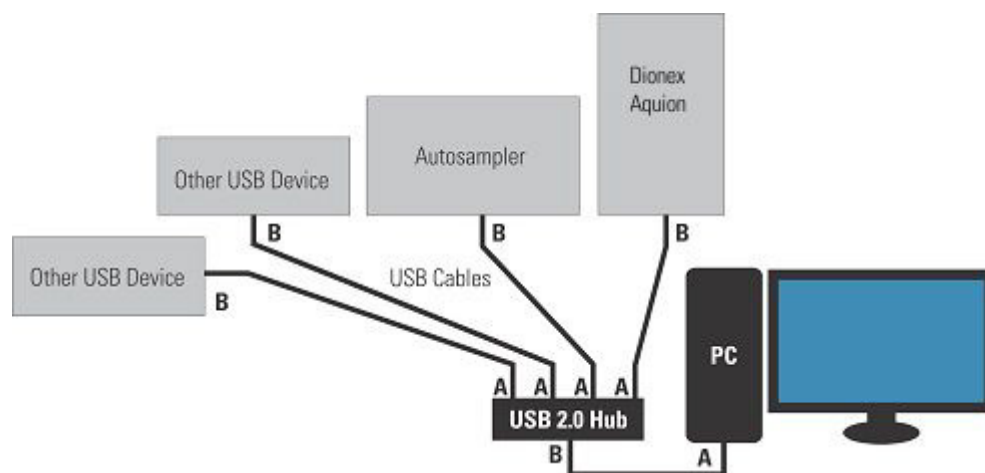 Dionex
Aquion
Autosampler
Other USB Device
B
B
B
Other USB Device
USB Cables
B
PC
A
A
A
A
USB 2.0 Hub
B
A